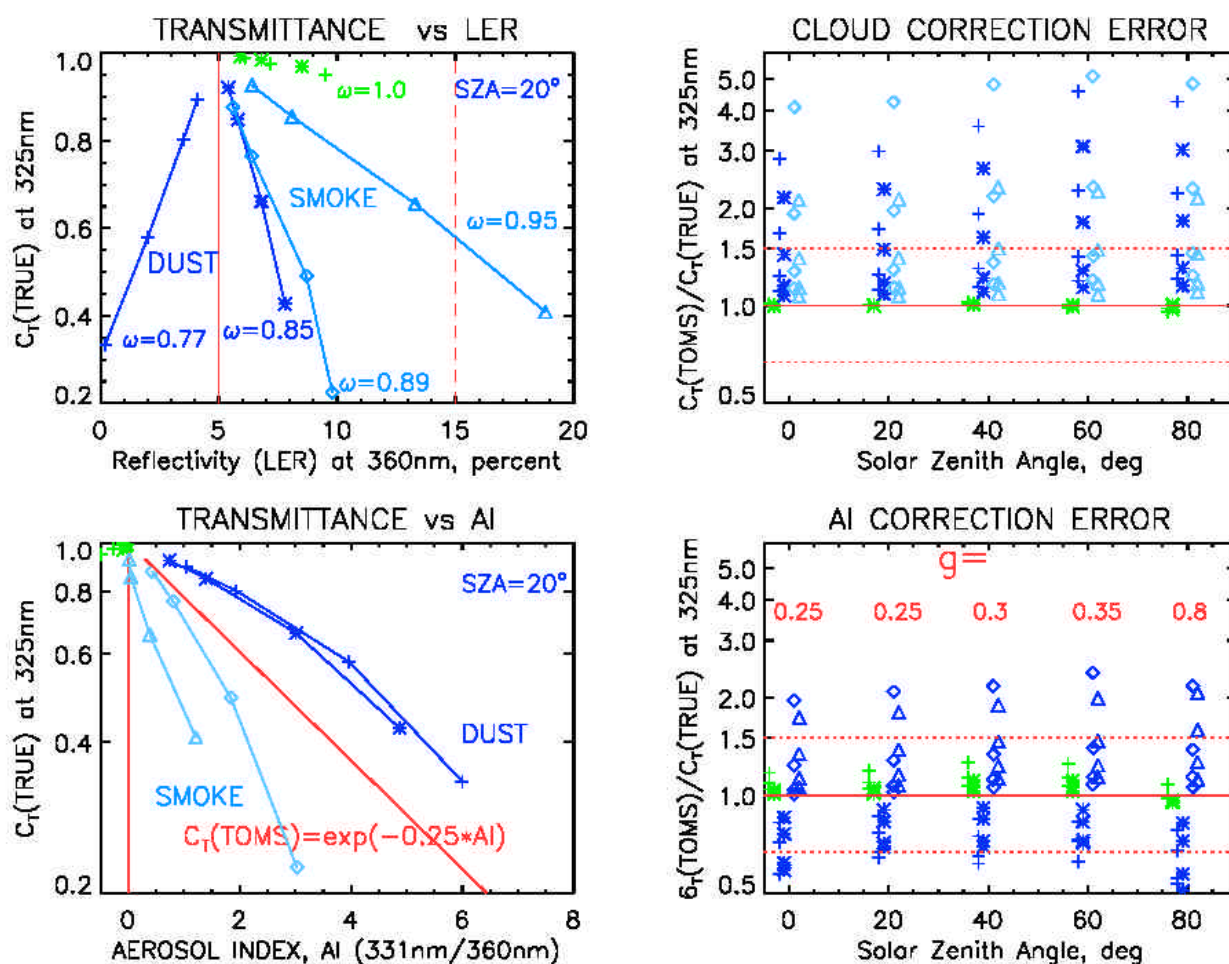 TRANSMITTANCE vs LER
C_T(TRUE) at 325nm
1.0
0.8
0.6
0.4
0.2
ω=1.0
SZA=20°
SMOKE
ω=0.95
DUST
ω=0.77
ω=0.85
ω=0.89
0 5 10 15 20
Reflectivity (LER) at 360nm, percent
CLOUD CORRECTION ERROR
C_T(TOMS)/C_T(TRUE) at 325nm
5.0
4.0
3.0
2.0
1.5
1.0
0.5
0 20 40 60 80
Solar Zenith Angle, deg
TRANSMITTANCE vs AI
C_T(TRUE) at 325nm
1.0
0.8
0.6
0.4
0.2
SZA=20°
DUST
SMOKE
C_T(TOMS)=exp(-0.25*AI)
0 2 4 6 8
AEROSOL INDEX, AI (331nm/360nm)
AI CORRECTION ERROR
6_T(TOMS)/C_T(TRUE) at 325nm
5.0
4.0
3.0
2.0
1.5
1.0
0.5
g=
0.25 0.25 0.3 0.35 0.8
0 20 40 60 80
Solar Zenith Angle, deg